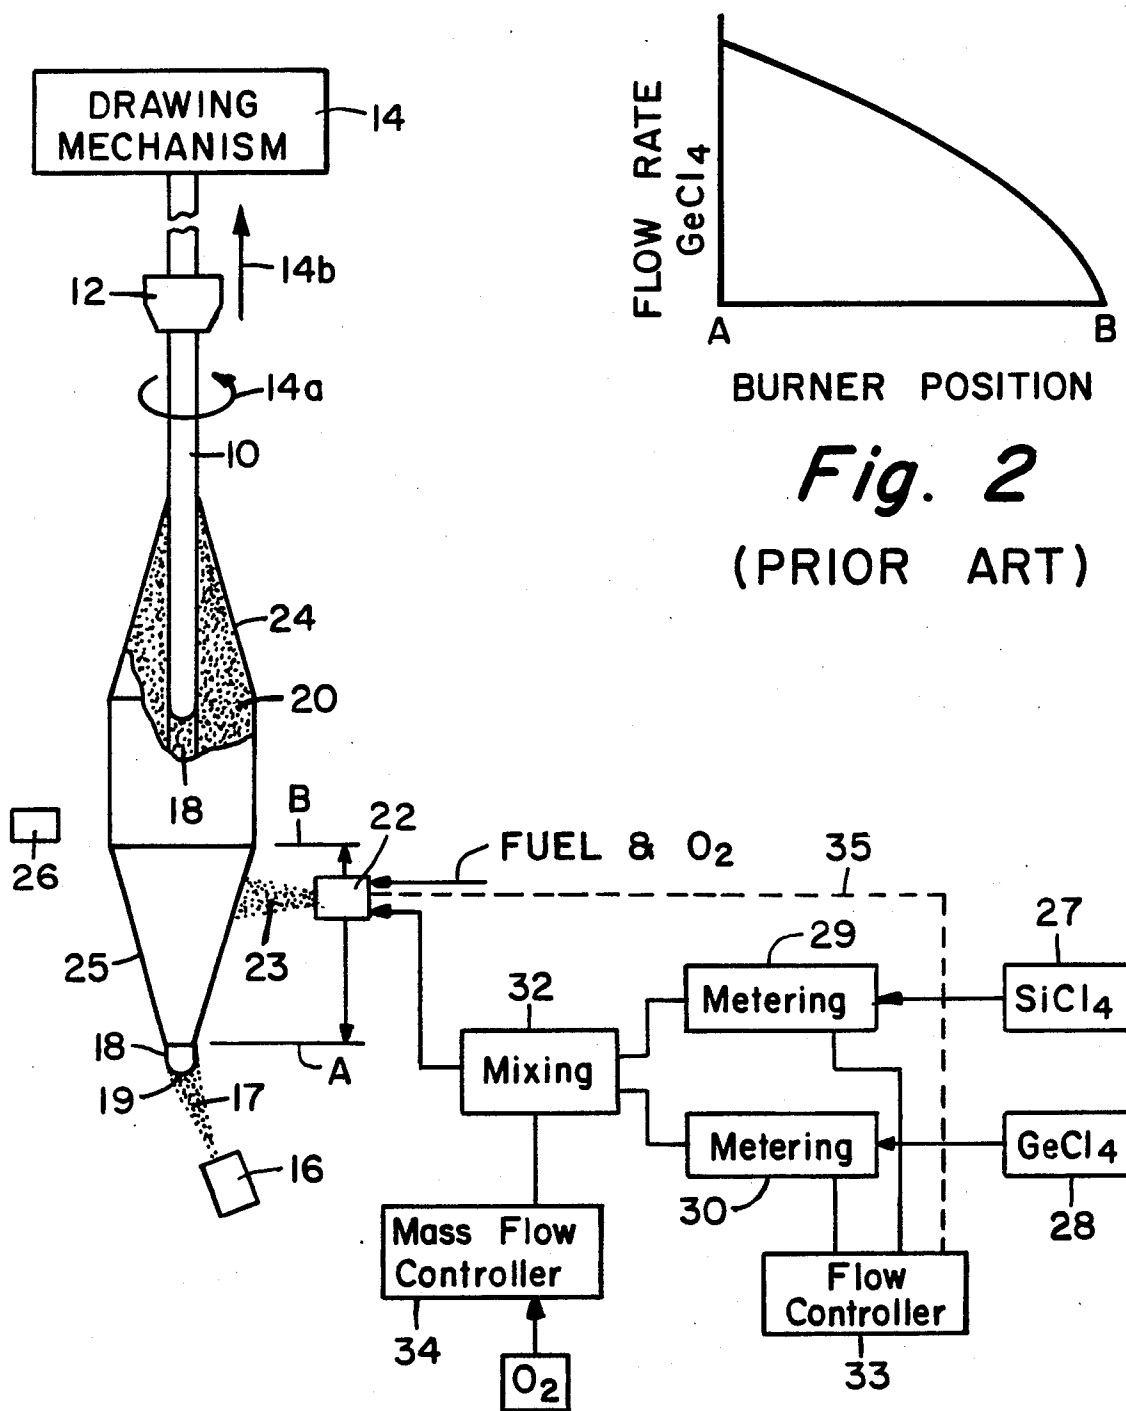 DRAWING
MECHANISM
14
12
14b
14a
10
24
20
18
26
B
22
FUEL & O2
35
23
25
18
19
17
A
16
32
Mixing
29
Metering
27
SiCl4
Metering
30
GeCl4
28
Mass Flow
Controller
34
O2
Flow
Controller
33
FLOW RATE
GeCl4
A
B
BURNER POSITION
Fig. 2
(PRIOR ART)